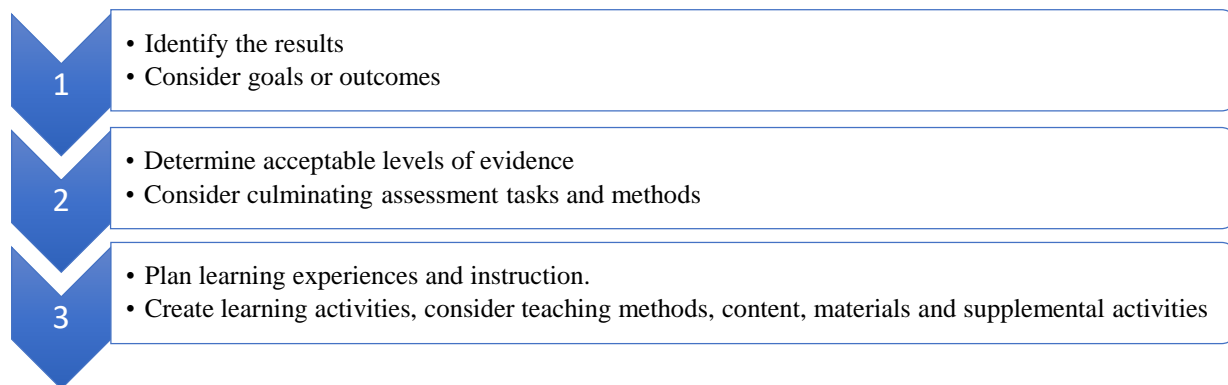 1
• Identify the results
• Consider goals or outcomes
2
• Determine acceptable levels of evidence
• Consider culminating assessment tasks and methods
3
• Plan learning experiences and instruction.
• Create learning activities, consider teaching methods, content, materials and supplemental activities